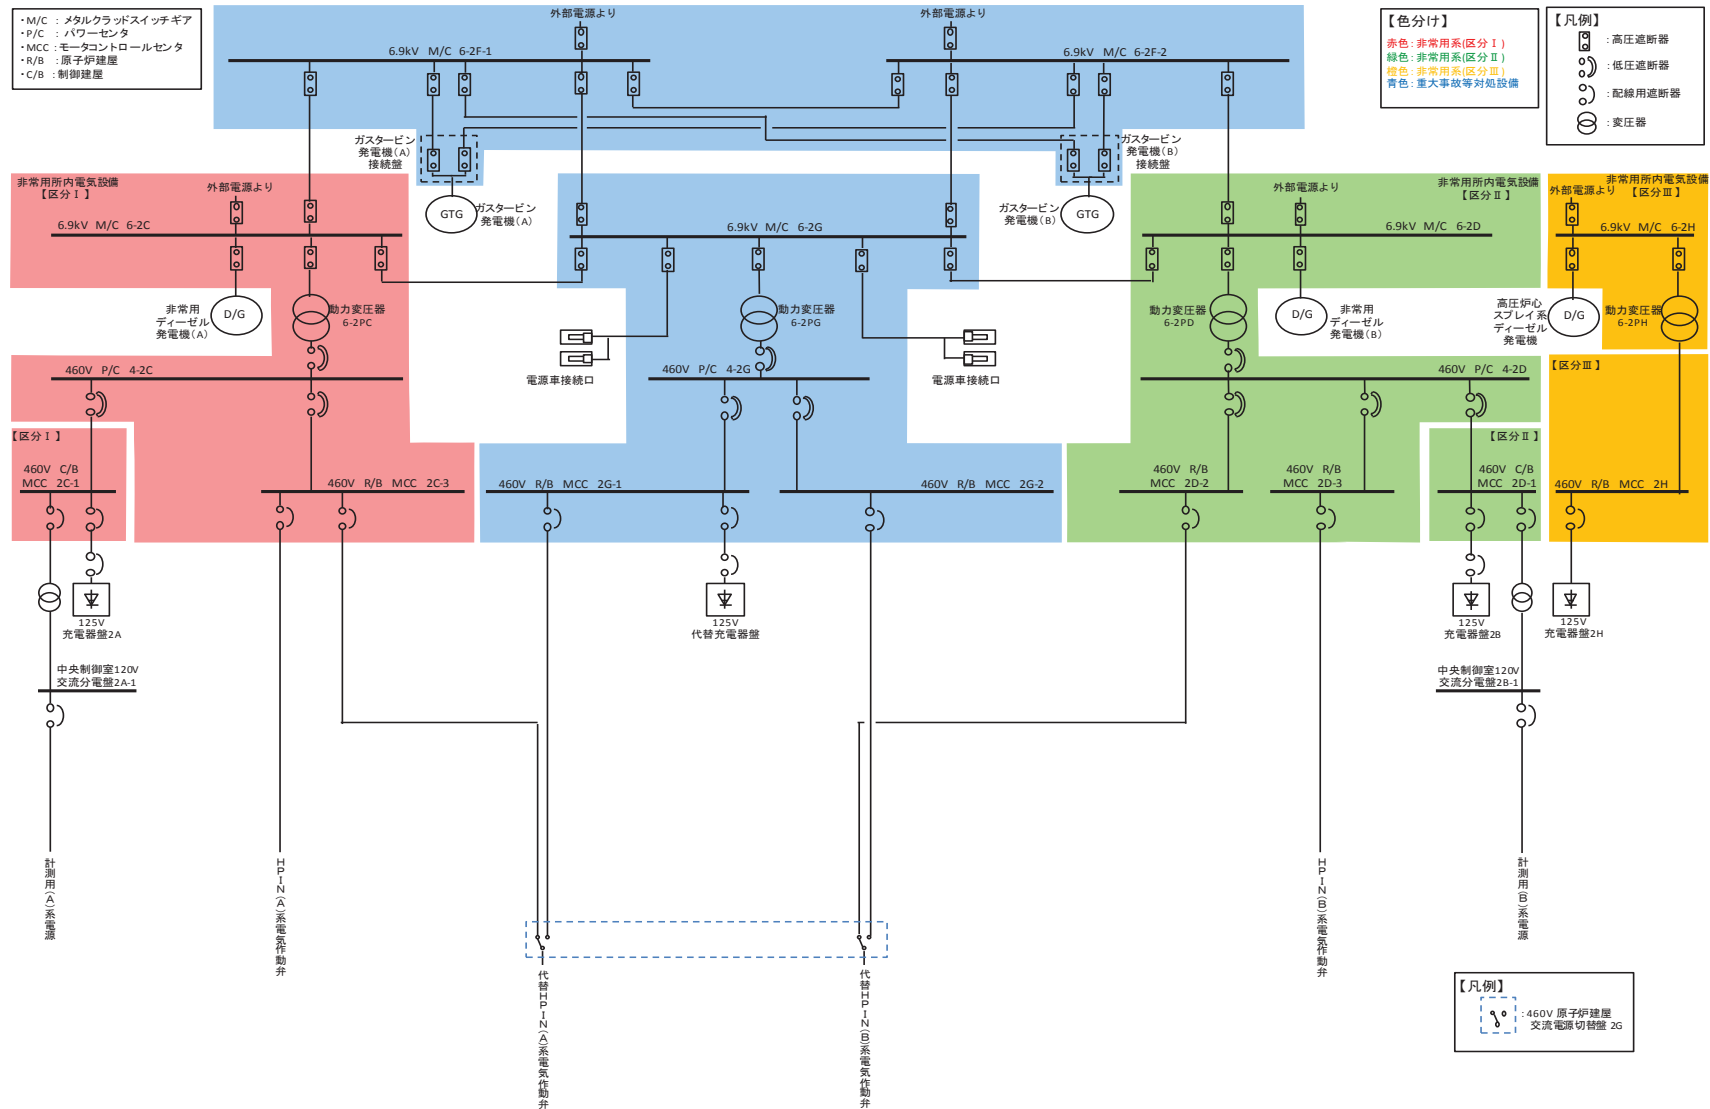 ・M/C ：メタルクラッドスイッチギア
・P/C ：パワーセンタ
・MCC：モータコントロールセンタ
・R/B ：原子炉建屋
・C/B ：制御建屋
外部電源より
外部電源より
【色分け】
赤色：非常用系(区分Ⅰ)
緑色：非常用系(区分Ⅱ)
橙色：非常用系(区分Ⅲ)
青色：重大事故等対処設備
【凡例】
：高圧遮断器
：低圧遮断器
：配線用遮断器
：変圧器
6.9kV M/C 6-2F-1
6.9kV M/C 6-2F-2
ガスタービン
発電機(A)
接続盤
ガスタービン
発電機(B)
接続盤
GTG
ガスタービン
発電機(A)
ガスタービン
発電機(B)
GTG
非常用所内電気設備
【区分Ⅰ】
外部電源より
6.9kV M/C 6-2C
6.9kV M/C 6-2G
外部電源より
非常用所内電気設備
【区分Ⅱ】
6.9kV M/C 6-2D
非常用所内電気設備
外部電源より
【区分Ⅲ】
6.9kV M/C 6-2H
非常用
ディーゼル
発電機(A)
D/G
動力変圧器
6-2PC
動力変圧器
6-2PG
動力変圧器
6-2PD
D/G
非常用
ディーゼル
発電機(B)
高圧炉心
スプレイ系
ディーゼル
発電機
D/G
動力変圧器
6-2PH
電源車接続口
電源車接続口
460V P/C 4-2C
460V P/C 4-2G
460V P/C 4-2D
【区分Ⅲ】
【区分Ⅰ】
【区分Ⅱ】
460V C/B
MCC 2C-1
460V R/B MCC 2C-3
460V R/B MCC 2G-1
460V R/B MCC 2G-2
460V R/B
MCC 2D-2
460V R/B
MCC 2D-3
460V C/B
MCC 2D-1
460V R/B MCC 2H
125V
充電器盤2A
125V
代替充電器盤
125V
充電器盤2B
125V
充電器盤2H
中央制御室120V
交流分電盤2A-1
中央制御室120V
交流分電盤2B-1
計測用(A)系電源
HPIN(A)系電気作動弁
代替HPIN(A)系電気作動弁
代替HPIN(B)系電気作動弁
HPIN(B)系電気作動弁
計測用(B)系電源
【凡例】
：460V 原子炉建屋
交流電源切替盤 2G